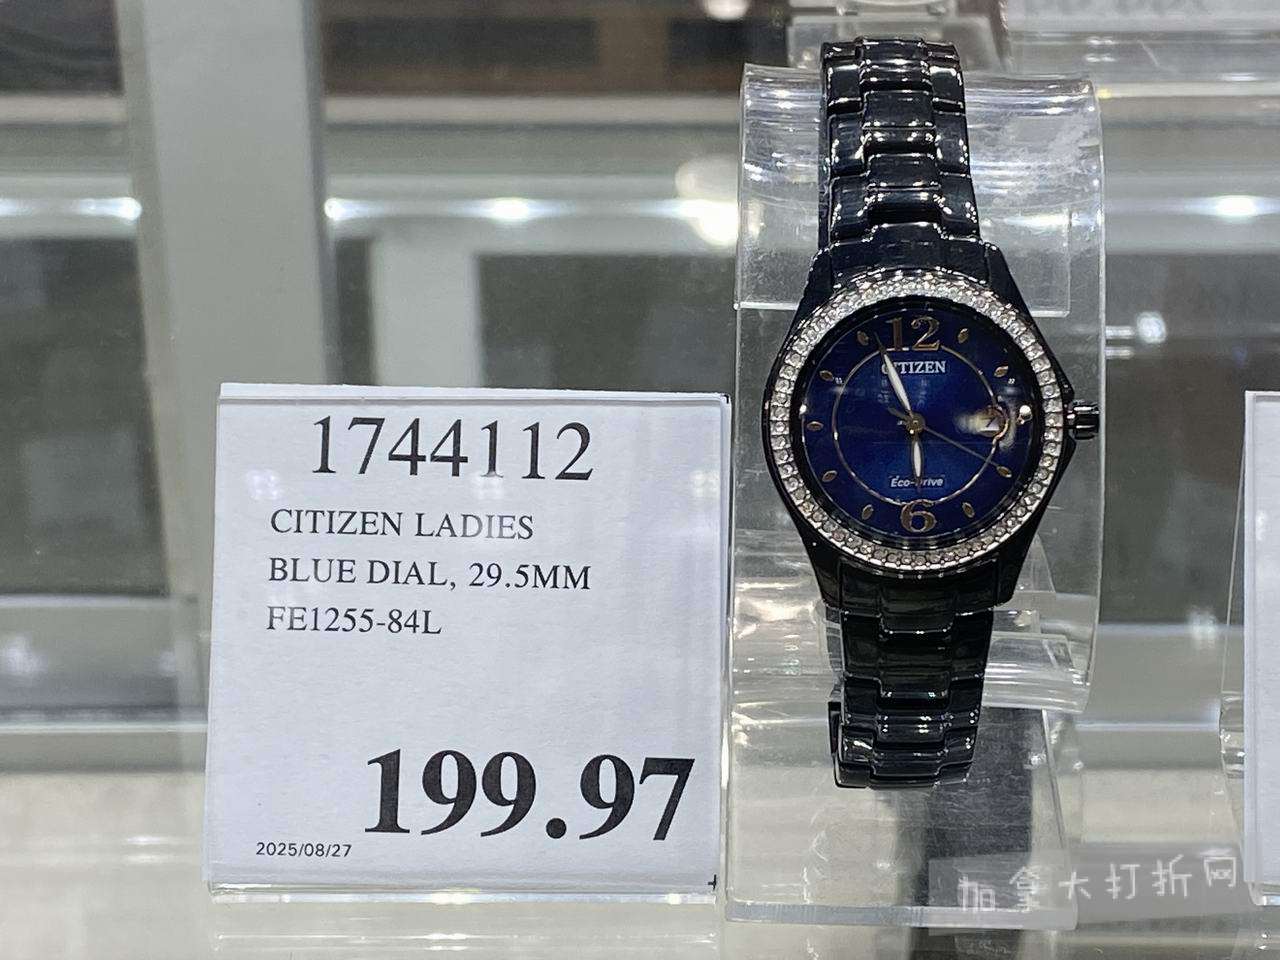 1744112
CITIZEN LADIES
BLUE DIAL, 29.5MM
FE1255-84L
199.97
2025/08/27
12
CITIZEN
Eco-Drive
6
加拿大打折网